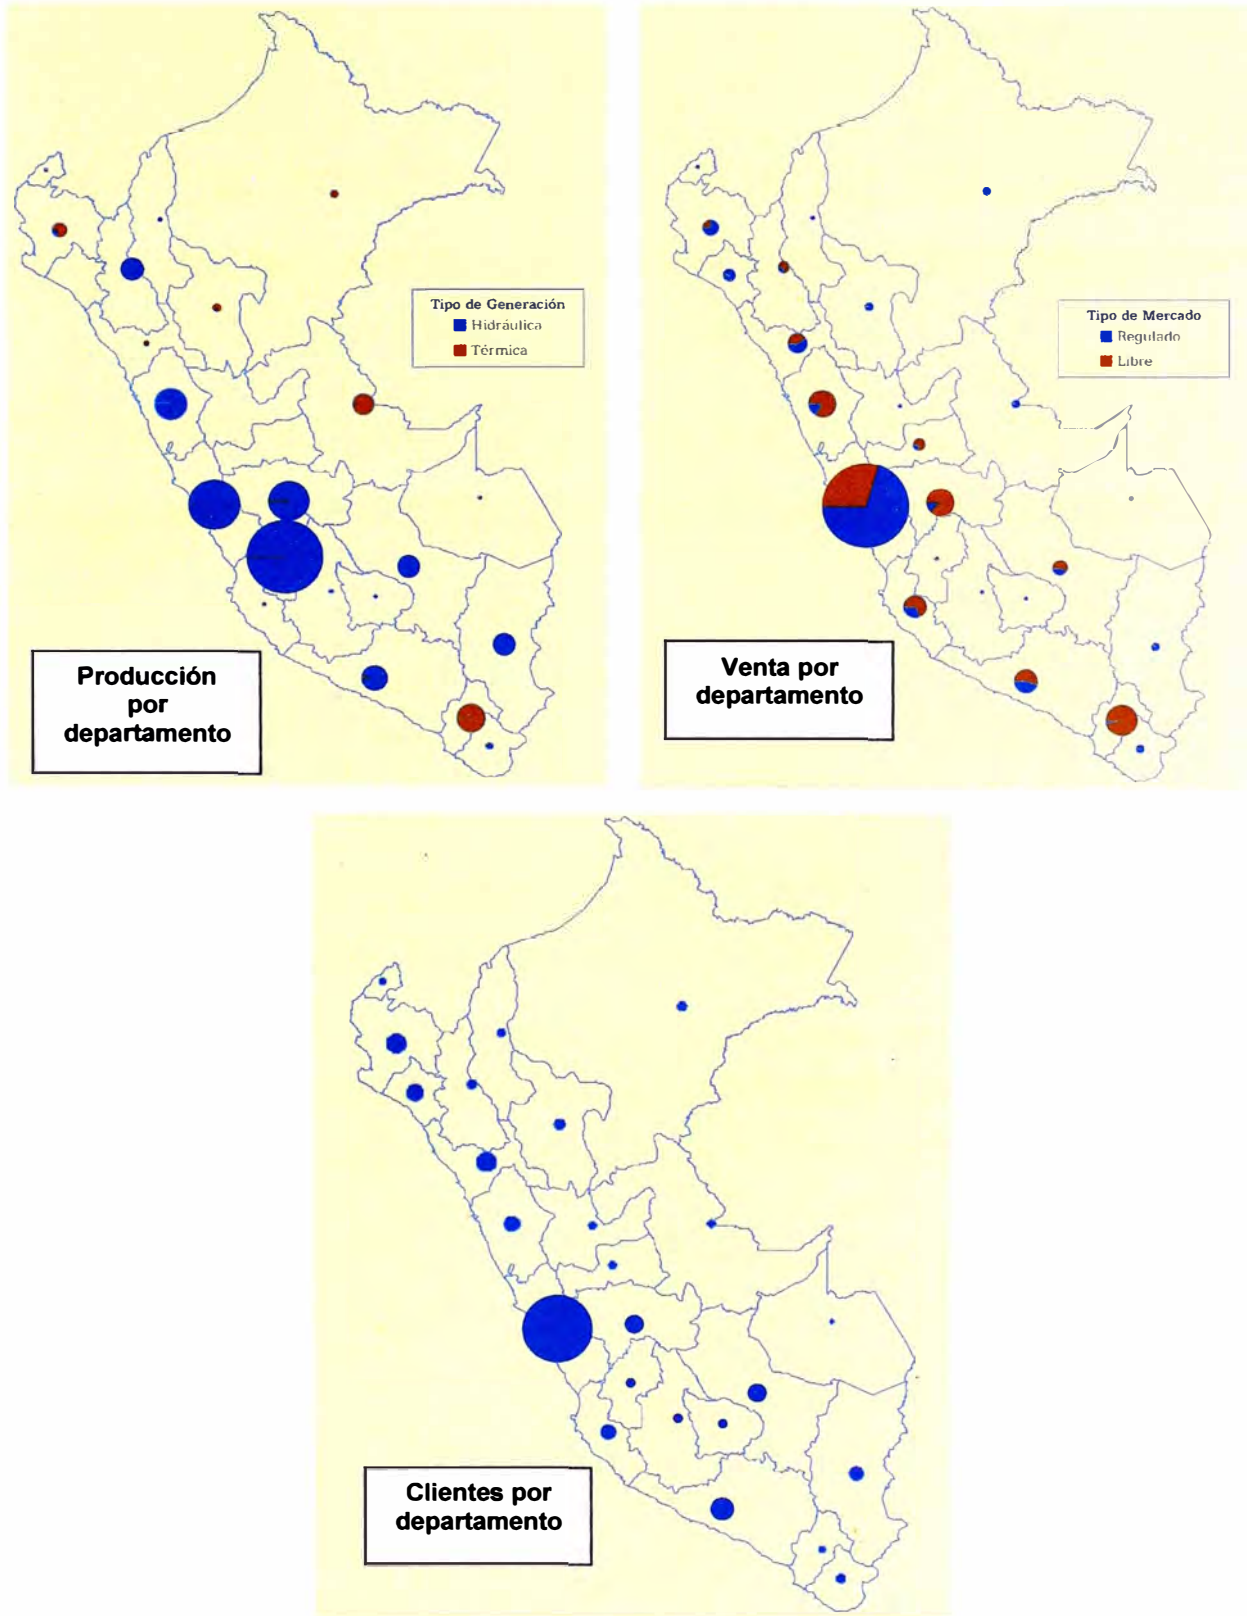 Tipo de Generación
Hidráulica
Térmica
Producción
por
departamento
Tipo de Mercado
Regulado
Libre
Venta por
departamento
Clientes por
departamento